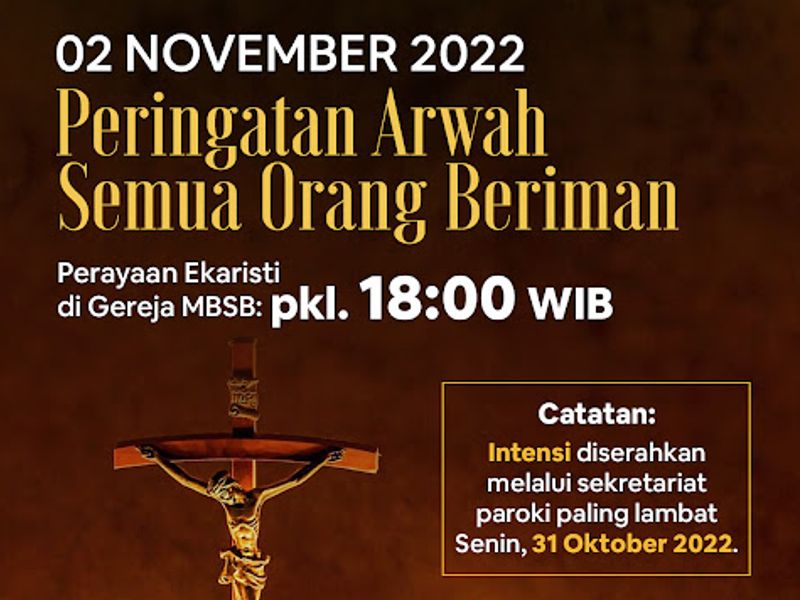 02 NOVEMBER 2022
Peringatan Arwah
Semua Orang Beriman
Perayaan Ekaristi
di Gereja MBSB: pkl. 18:00 WIB
Catatan:
Intensi diserahkan
melalui sekretariat
paroki paling lambat
Senin, 31 Oktober 2022.